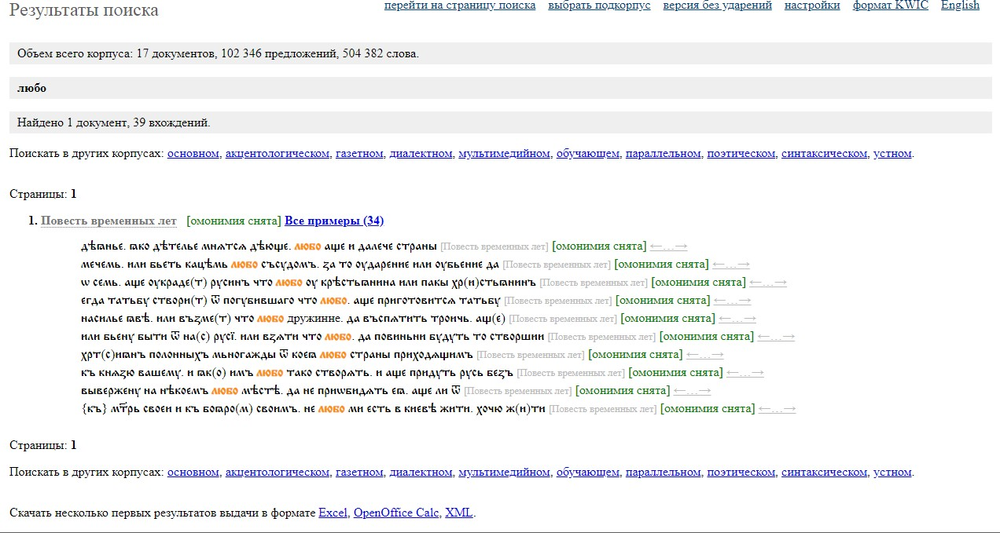 Результаты поиска
перейти на страницу поиска выбрать подкорпус версия без ударений настройки формат KWIC English
Объем всего корпуса: 17 документов, 102 346 предложений, 504 382 слова.
любо
Найдено 1 документ, 39 вхождений.
Поискать в других корпусах: основном, акцентологическом, газетном, диалектном, мультимедийном, обучающем, параллельном, поэтическом, синтаксическом, устном.
Страницы: 1
1. Повесть временных лет [омонимия снята] Все примеры (34)
дѣꙗнье. ꙗко дѣтелье мнѧтсѧ дѣюще. любо аще и далече страны [Повесть временных лет] [омонимия снята] ←…→
мечемь. или бьеть кацѣмь любо съсудомъ. ꙁа то ѹдарение или ѹбьение да [Повесть временных лет] [омонимия снята] ←…→
ѡ семь. аще ѹкраде(т) русинъ что любо ѹ крѣстьꙗнина или пакы хр(и)стьꙗнинъ [Повесть временных лет] [омонимия снята] ←…→
егда татьбу створи(т) ѿ погубившаго что любо. аще приготовитсѧ татьбу [Повесть временных лет] [омонимия снята] ←…→
насилье ꙗвѣ. или въꙁме(т) что любо дружинне. да въспѧтить троичь. ащ(е) [Повесть временных лет] [омонимия снята] ←…→
или бьену быти ѿ на(с) русї. или вꙁѧти что любо. да повиньни будуть то створшии [Повесть временных лет] [омонимия снята] ←…→
хрт(с)иꙗнъ полонныхъ мьногажды ѿ коеꙗ любо страны приходѧщимъ [Повесть временных лет] [омонимия снята] ←…→
къ кнѧꙁю вашему. и ꙗк(о) имъ любо тако створѧть. и аще придуть русь беꙁъ [Повесть временных лет] [омонимия снята] ←…→
вывержену на нѣкоемъ любо мѣстѣ. да не приѡбидѧть еꙗ. аще ли ѿ [Повесть временных лет] [омонимия снята] ←…→
{къ} мт҃рь своеи и къ боꙗро(м) своимъ. не любо ми есть в киевѣ жити. хочю ж(и)ти [Повесть временных лет] [омонимия снята] ←…→
Страницы: 1
Поискать в других корпусах: основном, акцентологическом, газетном, диалектном, мультимедийном, обучающем, параллельном, поэтическом, синтаксическом, устном.
Скачать несколько первых результатов выдачи в формате Excel, OpenOffice Calc, XML.